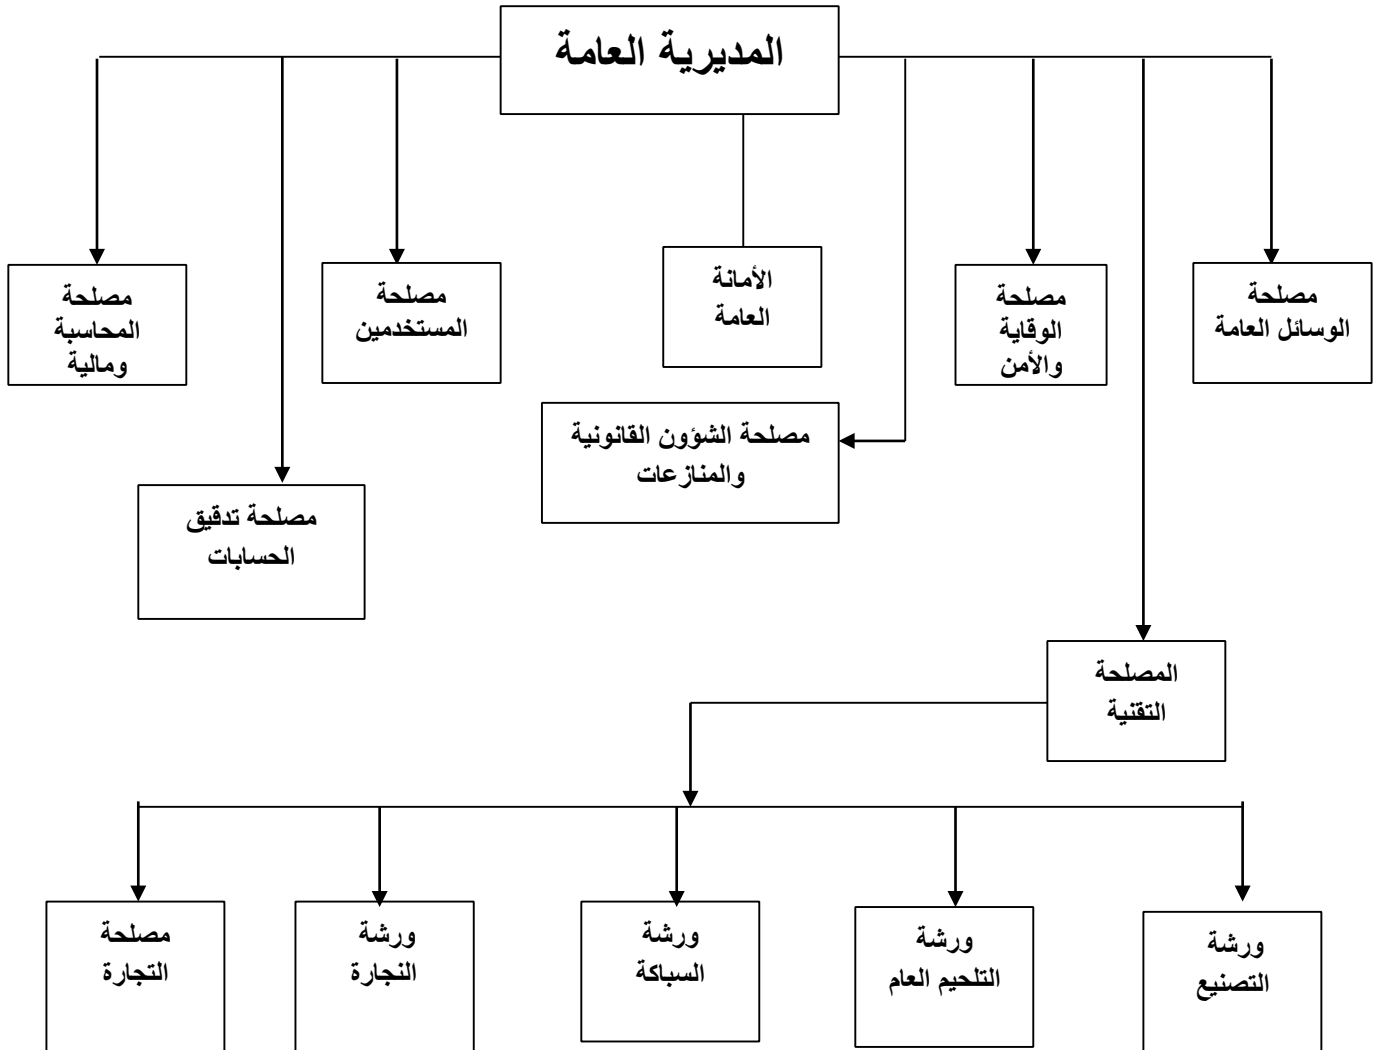 المديرية العامة
مصلحة
الوسائل العامة
مصلحة
الوقاية
والأمن
الأمانة
العامة
مصلحة
المستخدمين
مصلحة
المحاسبة
ومالية
مصلحة الشؤون القانونية
والمنازعات
مصلحة تدقيق
الحسابات
المصلحة
التقنية
ورشة
التصنيع
ورشة
التلحيم العام
ورشة
السباكة
ورشة
النجارة
مصلحة
التجارة